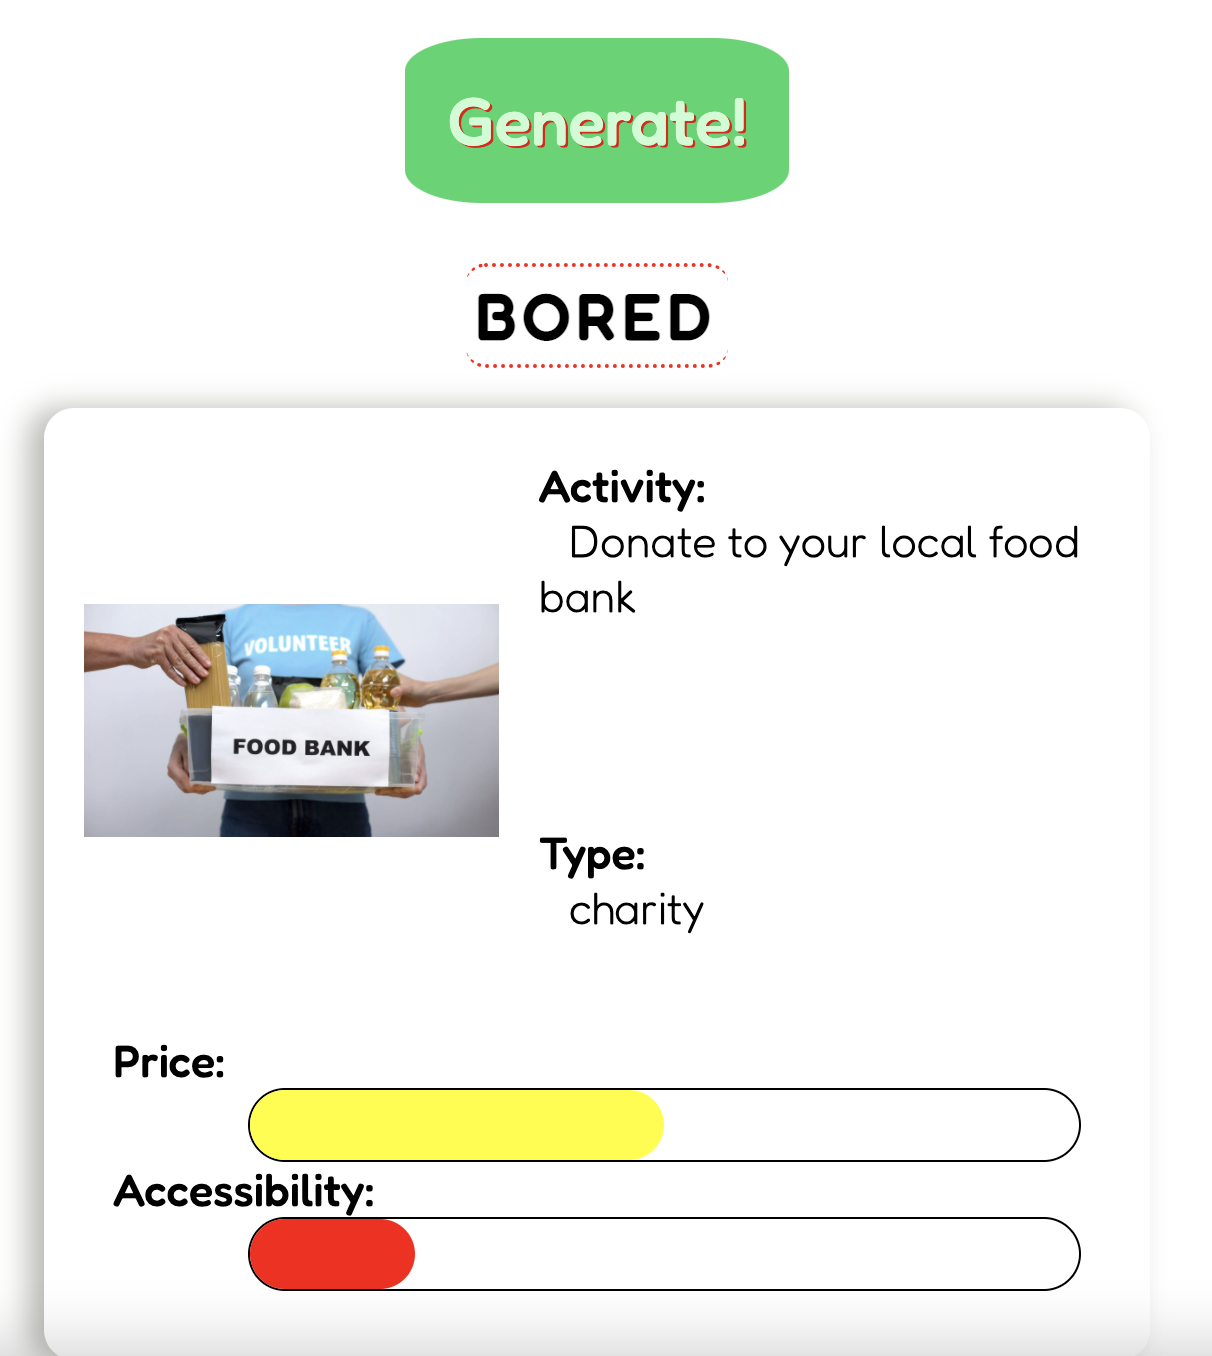 Generate!
BORED
Activity:
Donate to your local food
bank
VOLUNTEER
FOOD BANK
Type:
charity
Price:
Accessibility: